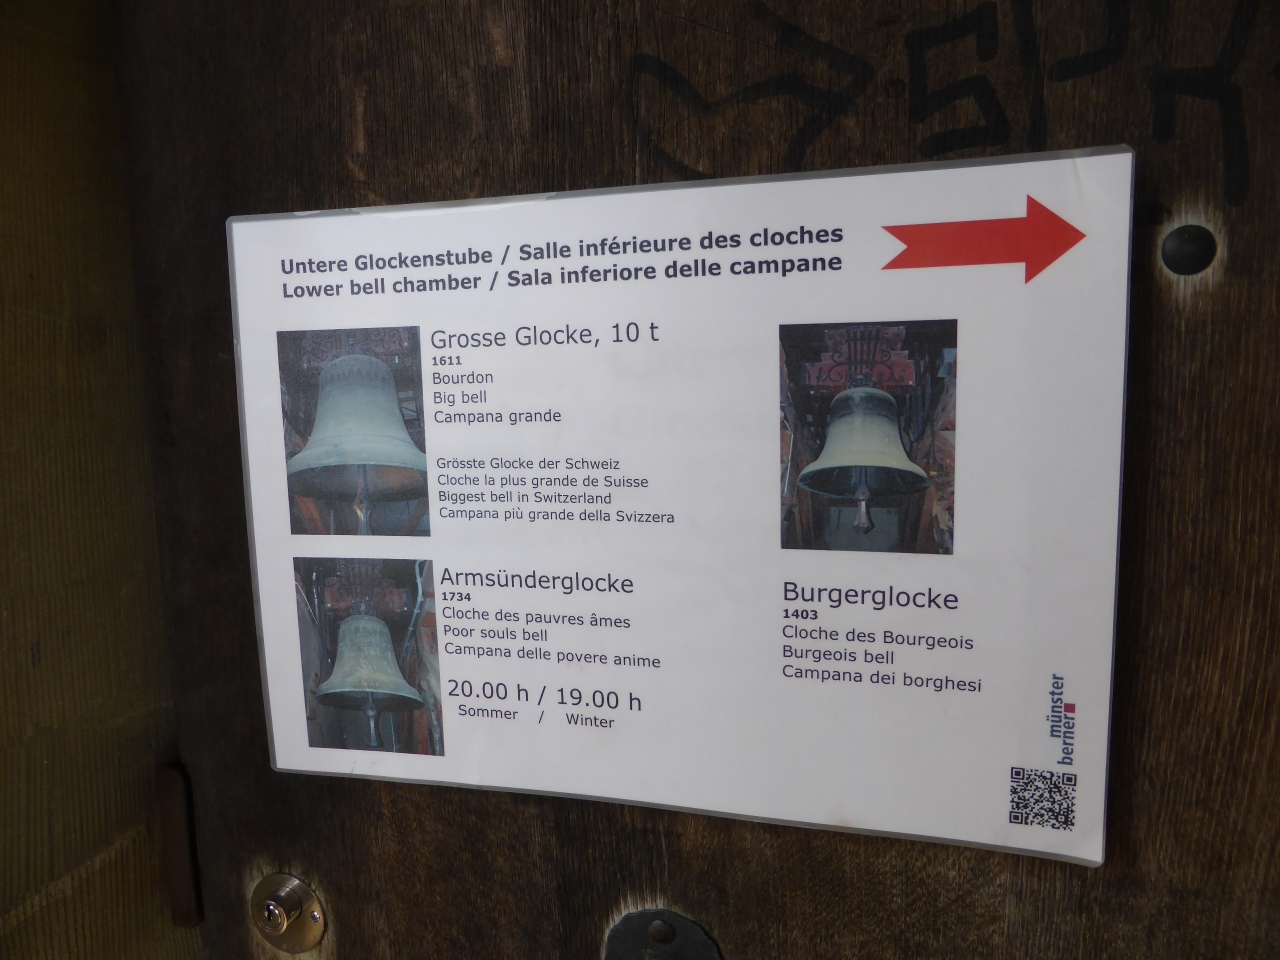 Untere Glockenstube / Salle inférieure des cloches
Lower bell chamber / Sala inferiore delle campane
Grosse Glocke, 10 t
1611
Bourdon
Big bell
Campana grande
Grösste Glocke der Schweiz
Cloche la plus grande de Suisse
Biggest bell in Switzerland
Campana più grande della Svizzera
Armsünderglocke
1734
Cloche des pauvres âmes
Poor souls bell
Campana delle povere anime
20.00 h / 19.00 h
Sommer / Winter
Burgerglocke
1403
Cloche des Bourgeois
Burgeois bell
Campana dei borghesi
berner
münster